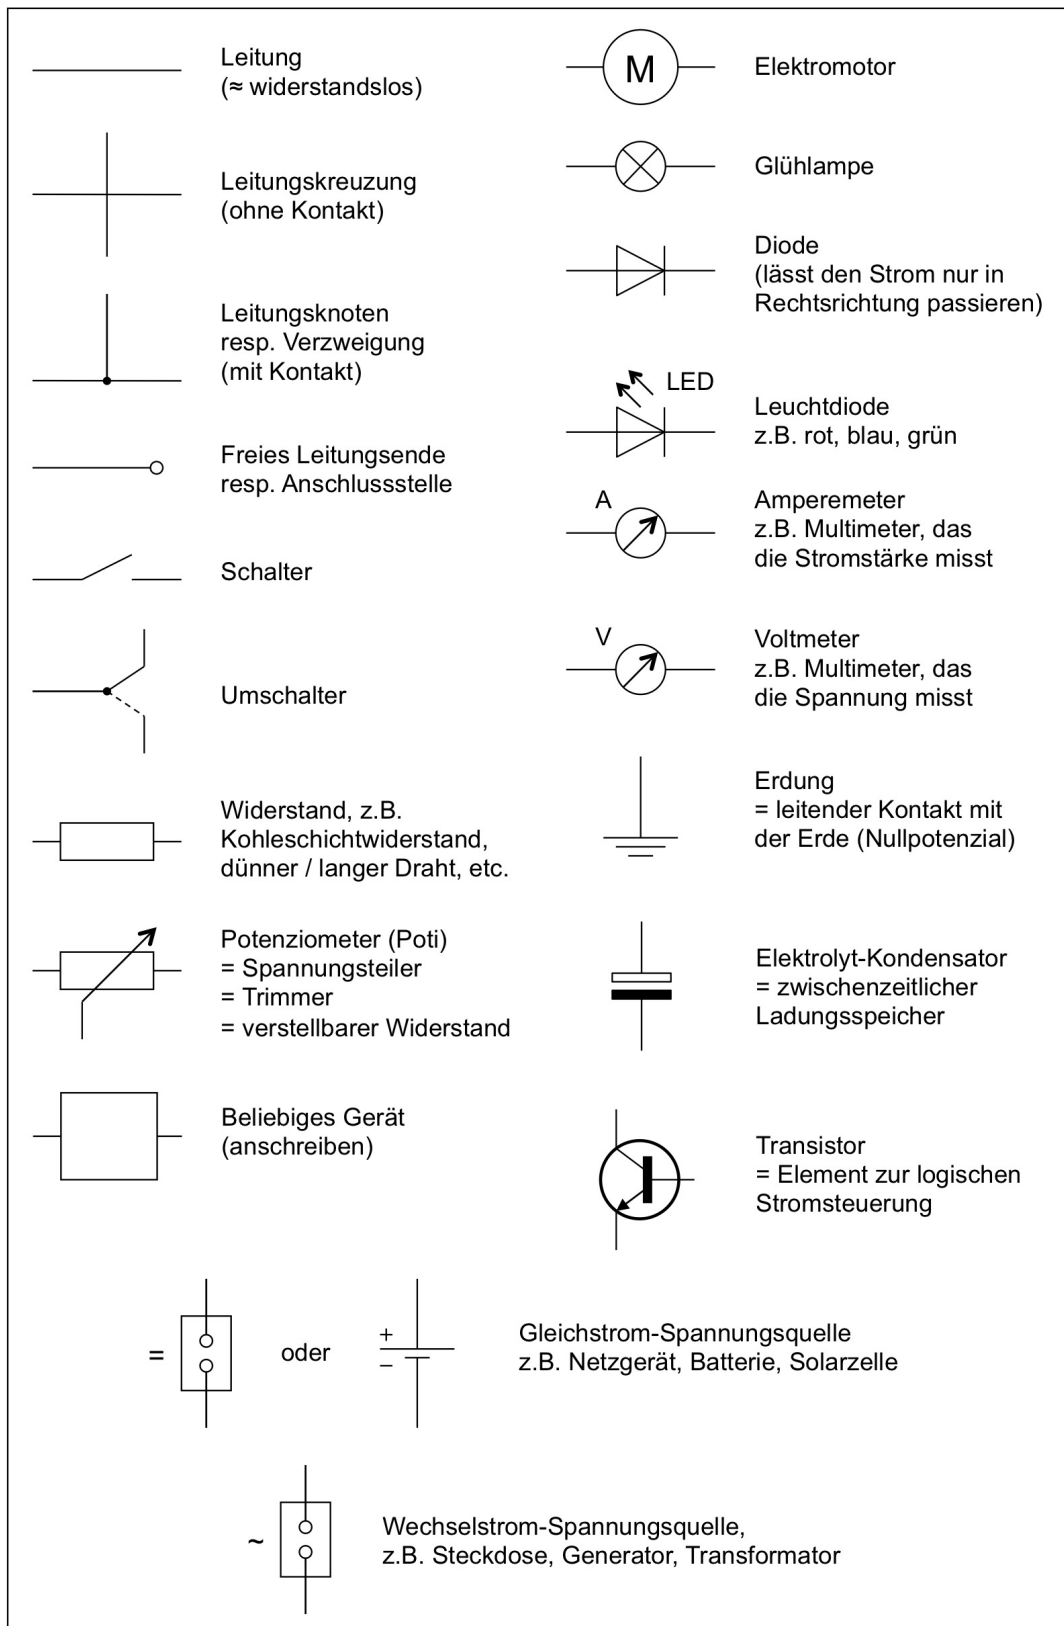 Leitung
(≈ widerstandslos)
Leitungskreuzung
(ohne Kontakt)
Leitungsknoten
resp. Verzweigung
(mit Kontakt)
Freies Leitungsende
resp. Anschlussstelle
Schalter
Umschalter
Widerstand, z.B.
Kohleschichtwiderstand,
dünner / langer Draht, etc.
Potenziometer (Poti)
= Spannungsteiler
= Trimmer
= verstellbarer Widerstand
Beliebiges Gerät
(anschreiben)
M
Elektromotor
Glühlampe
Diode
(lässt den Strom nur in
Rechtsrichtung passieren)
LED
Leuchtdiode
z.B. rot, blau, grün
A
Amperemeter
z.B. Multimeter, das
die Stromstärke misst
V
Voltmeter
z.B. Multimeter, das
die Spannung misst
Erdung
= leitender Kontakt mit
der Erde (Nullpotenzial)
Elektrolyt-Kondensator
= zwischenzeitlicher
Ladungsspeicher
Transistor
= Element zur logischen
Stromsteuerung
= oder + −
Gleichstrom-Spannungsquelle
z.B. Netzgerät, Batterie, Solarzelle
~
Wechselstrom-Spannungsquelle,
z.B. Steckdose, Generator, Transformator